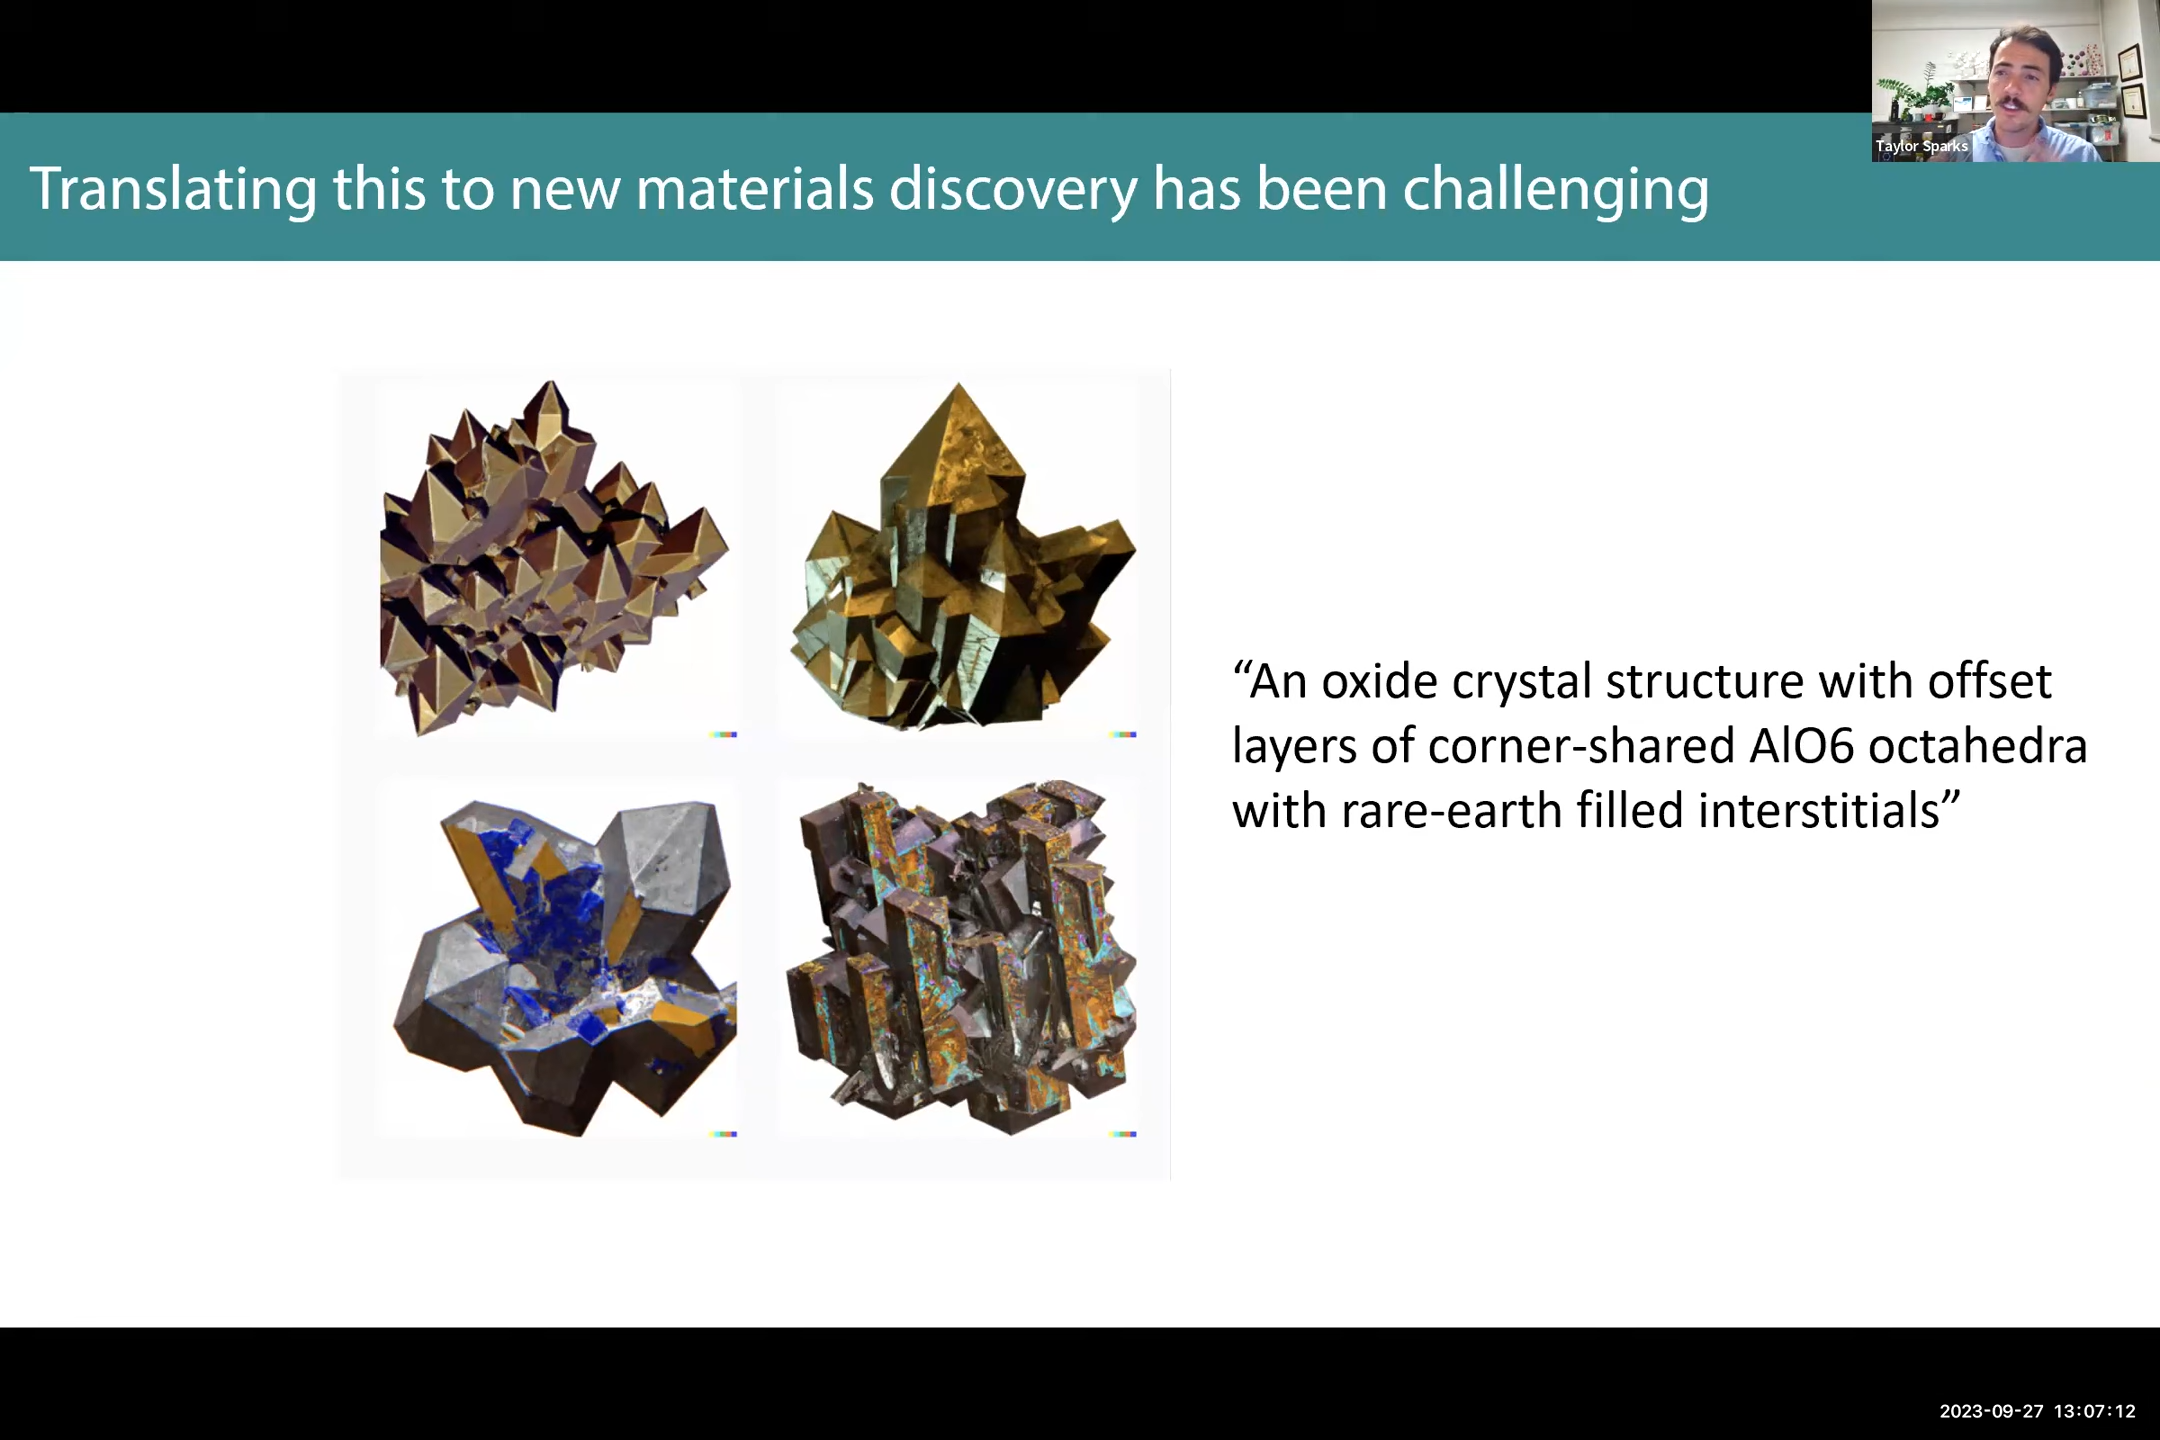 Taylor Sparks
Translating this to new materials discovery has been challenging
“An oxide crystal structure with offset
layers of corner-shared AlO6 octahedra
with rare-earth filled interstitials”
2023-09-27 13:07:12